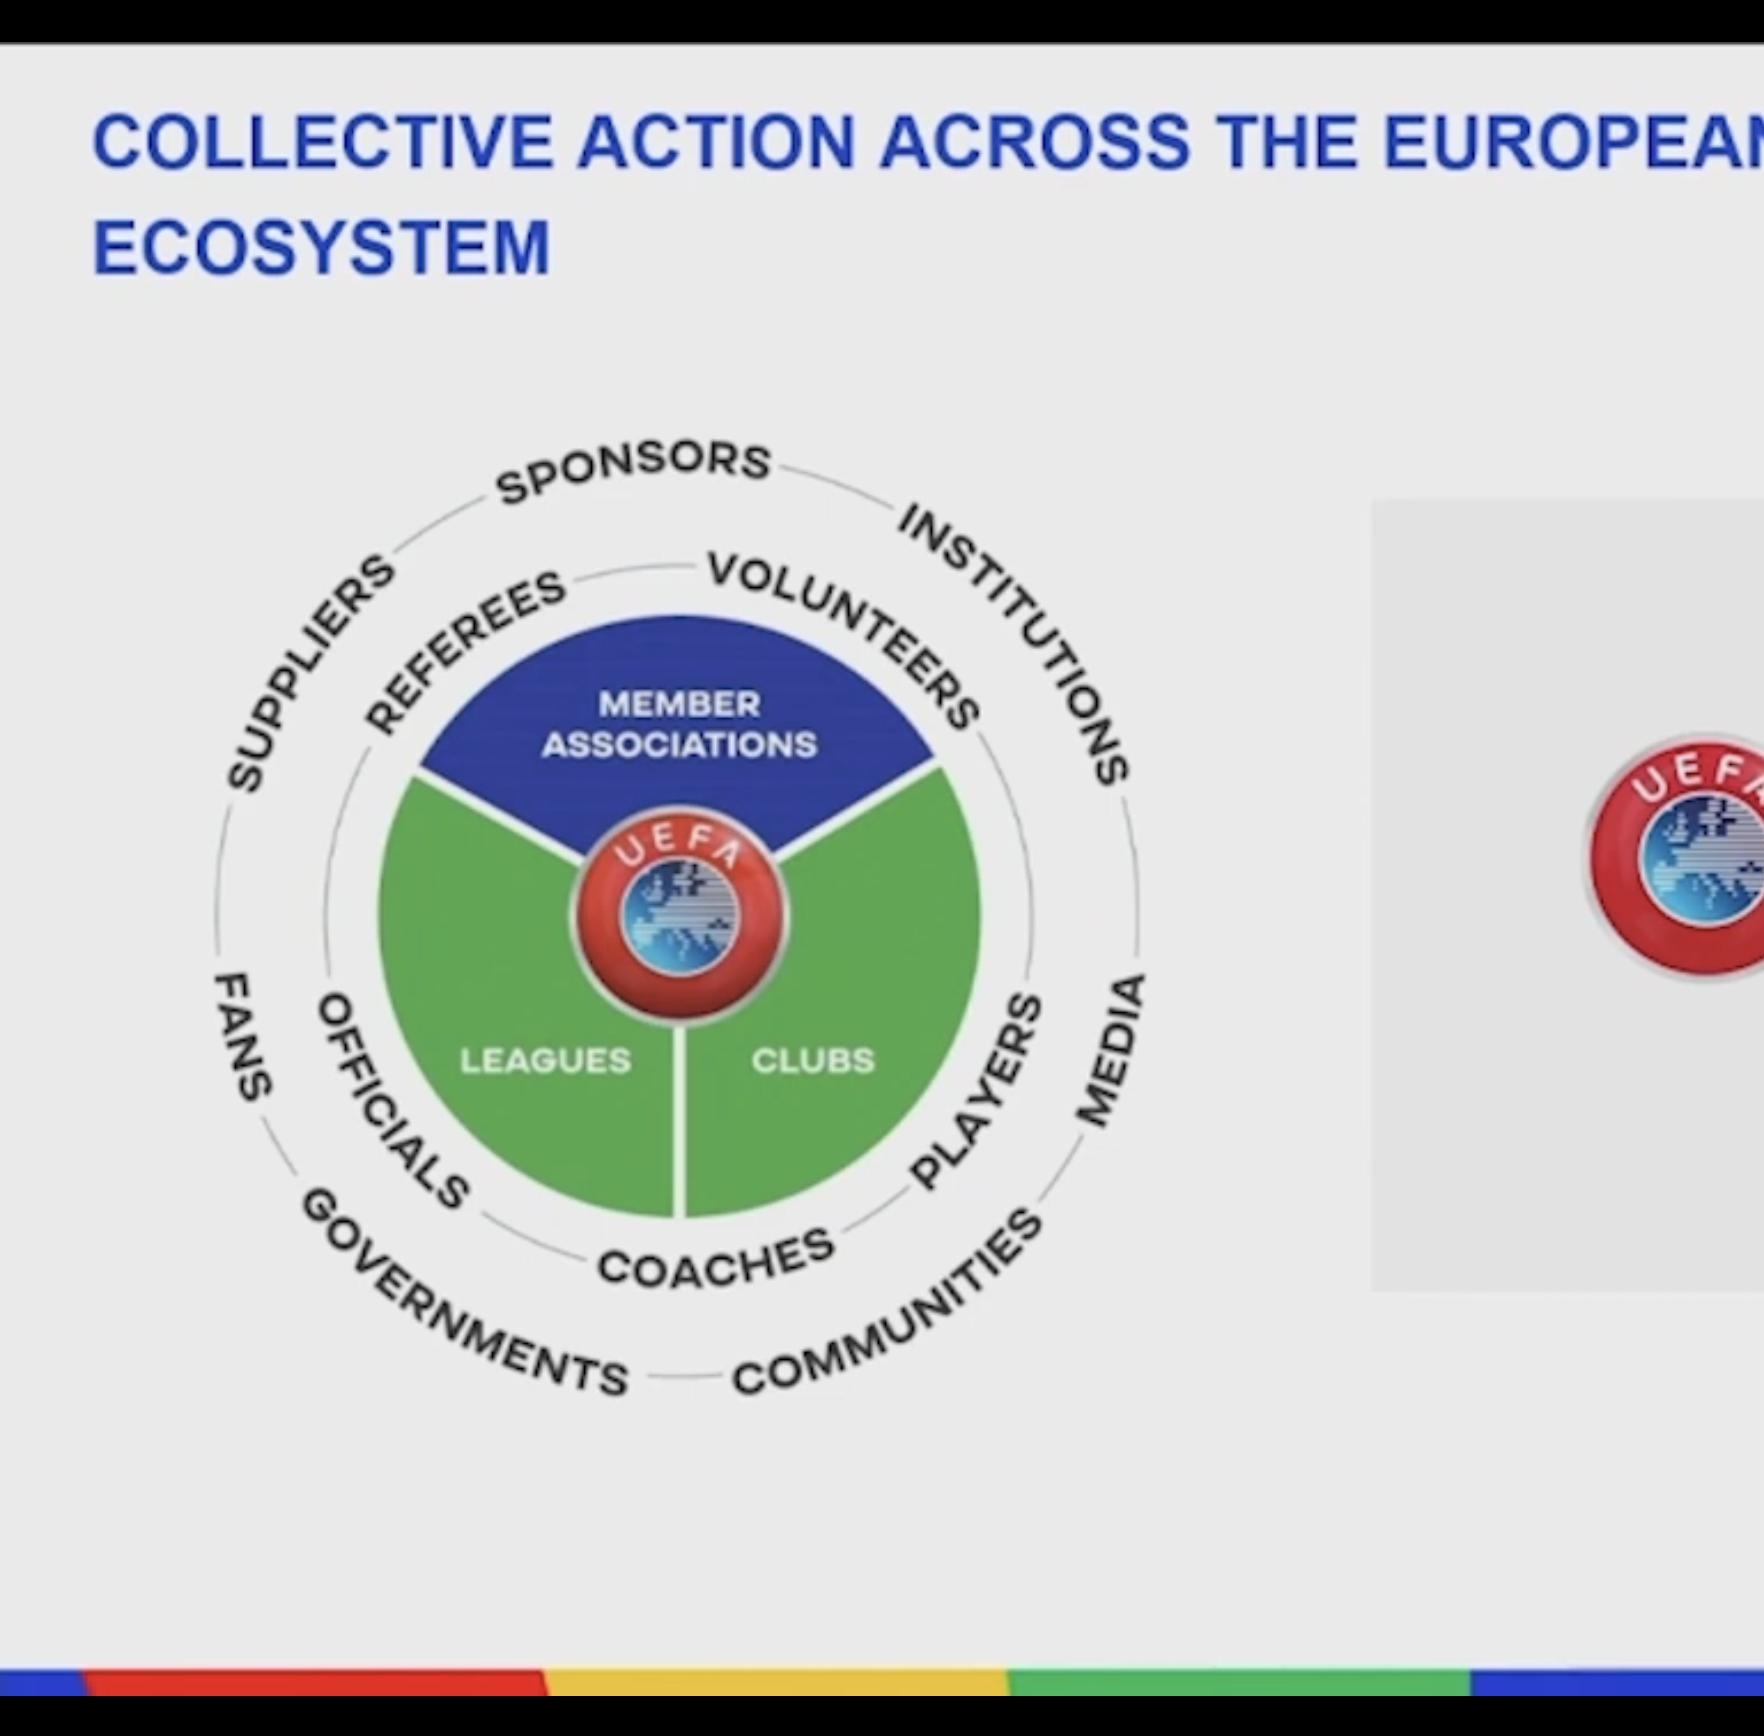 COLLECTIVE ACTION ACROSS THE EUROPEAN
ECOSYSTEM
SPONSORS
INSTITUTIONS
MEDIA
COMMUNITIES
GOVERNMENTS
FANS
SUPPLIERS
REFEREES
VOLUNTEERS
PLAYERS
COACHES
OFFICIALS
MEMBER
ASSOCIATIONS
UEFA
LEAGUES
CLUBS
UEFA